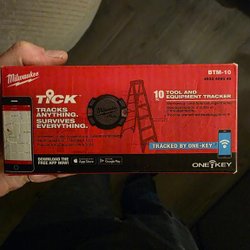 Milwaukee
BTM-10
TICK
TRACKS
ANYTHING.
SURVIVES
EVERYTHING.
10
TOOL AND
EQUIPMENT TRACKER
TRACKED BY ONE-KEY
DOWNLOAD THE
FREE APP NOW!
App Store
Google Play
ONE KEY